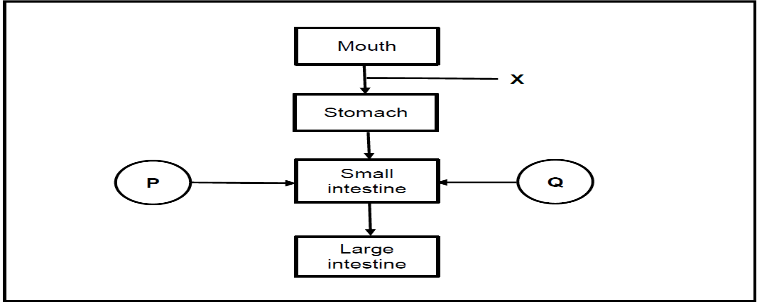 Mouth
X
Stomach
P
Small
intestine
Q
Large
intestine